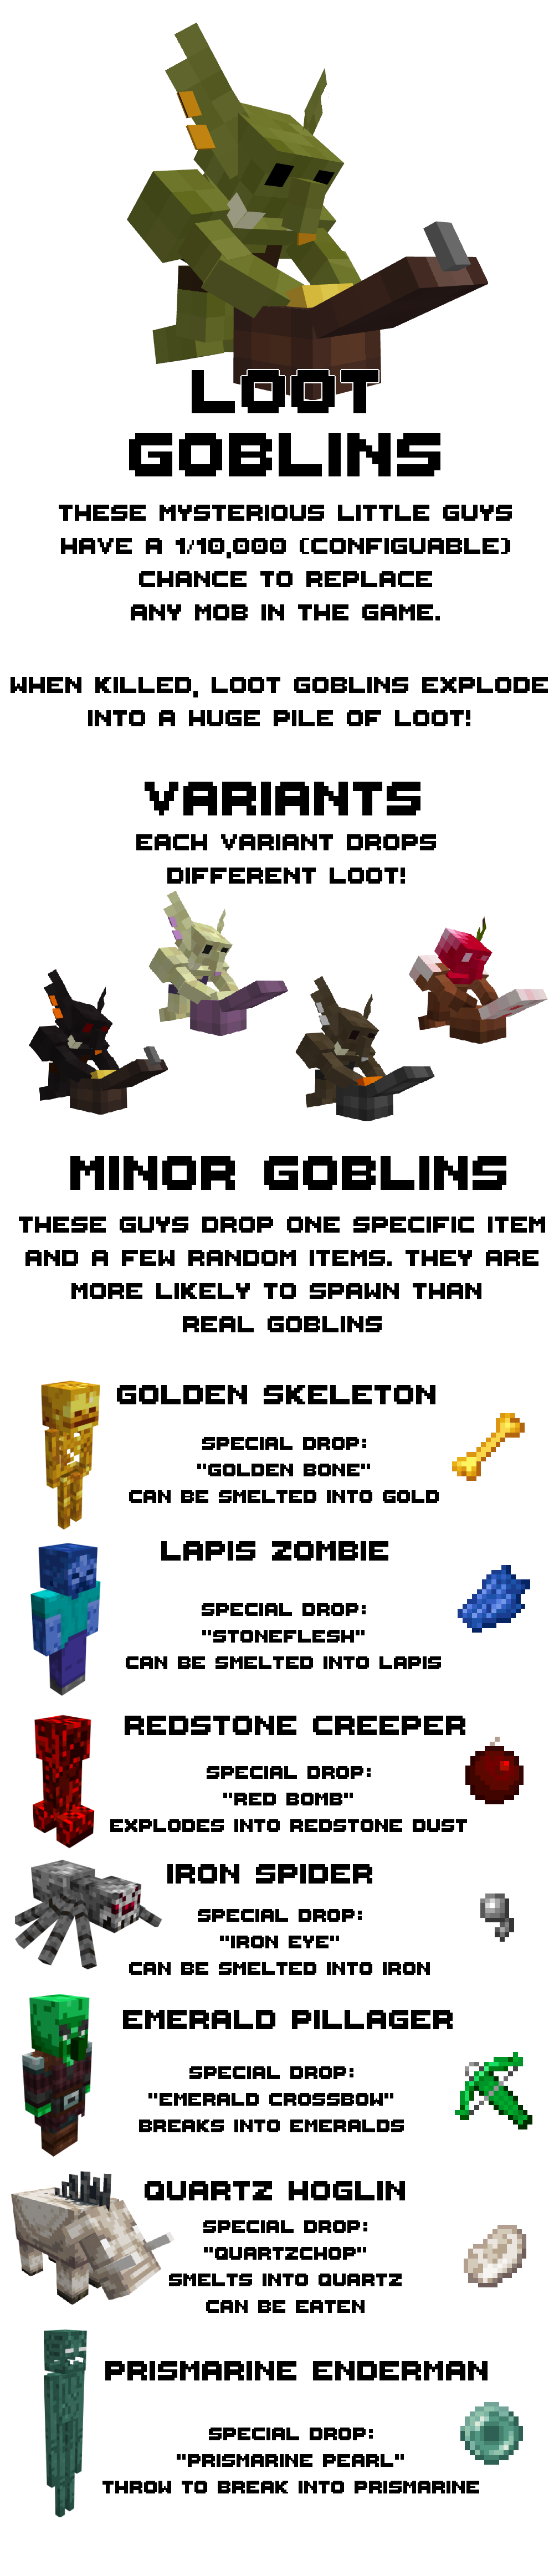 LOOT
GOBLINS
THESE MYSTERIOUS LITTLE GUYS
HAVE A 1/10,000 (CONFIGUABLE)
CHANCE TO REPLACE
ANY MOB IN THE GAME.
WHEN KILLED, LOOT GOBLINS EXPLODE
INTO A HUGE PILE OF LOOT!
VARIANTS
EACH VARIANT DROPS
DIFFERENT LOOT!
MINOR GOBLINS
THESE GUYS DROP ONE SPECIFIC ITEM
AND A FEW RANDOM ITEMS. THEY ARE
MORE LIKELY TO SPAWN THAN
REAL GOBLINS
GOLDEN SKELETON
SPECIAL DROP:
"GOLDEN BONE"
CAN BE SMELTED INTO GOLD
LAPIS ZOMBIE
SPECIAL DROP:
"STONEFLESH"
CAN BE SMELTED INTO LAPIS
REDSTONE CREEPER
SPECIAL DROP:
"RED BOMB"
EXPLODES INTO REDSTONE DUST
IRON SPIDER
SPECIAL DROP:
"IRON EYE"
CAN BE SMELTED INTO IRON
EMERALD PILLAGER
SPECIAL DROP:
"EMERALD CROSSBOW"
BREAKS INTO EMERALDS
QUARTZ HOGLIN
SPECIAL DROP:
"QUARTZCHOP"
SMELTS INTO QUARTZ
CAN BE EATEN
PRISMARINE ENDERMAN
SPECIAL DROP:
"PRISMARINE PEARL"
THROW TO BREAK INTO PRISMARINE